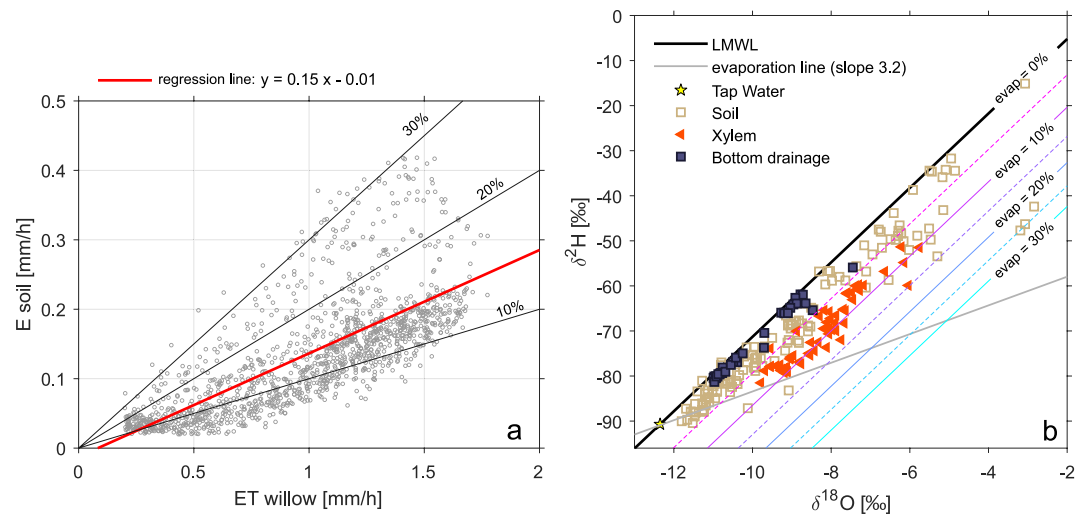 regression line: y = 0.15 x - 0.01
0.5
0.4
0.3
0.2
0.1
0
E soil [mm/h]
30%
20%
10%
a
0
0.5
1
1.5
2
ET willow [mm/h]
0
-10
-20
-30
-40
-50
-60
-70
-80
-90
δ²H [‰]
LMWL
evaporation line (slope 3.2)
Tap Water
Soil
Xylem
Bottom drainage
evap = 0%
evap = 10%
evap = 20%
evap = 30%
b
-12
-10
-8
-6
-4
-2
δ¹⁸O [‰]